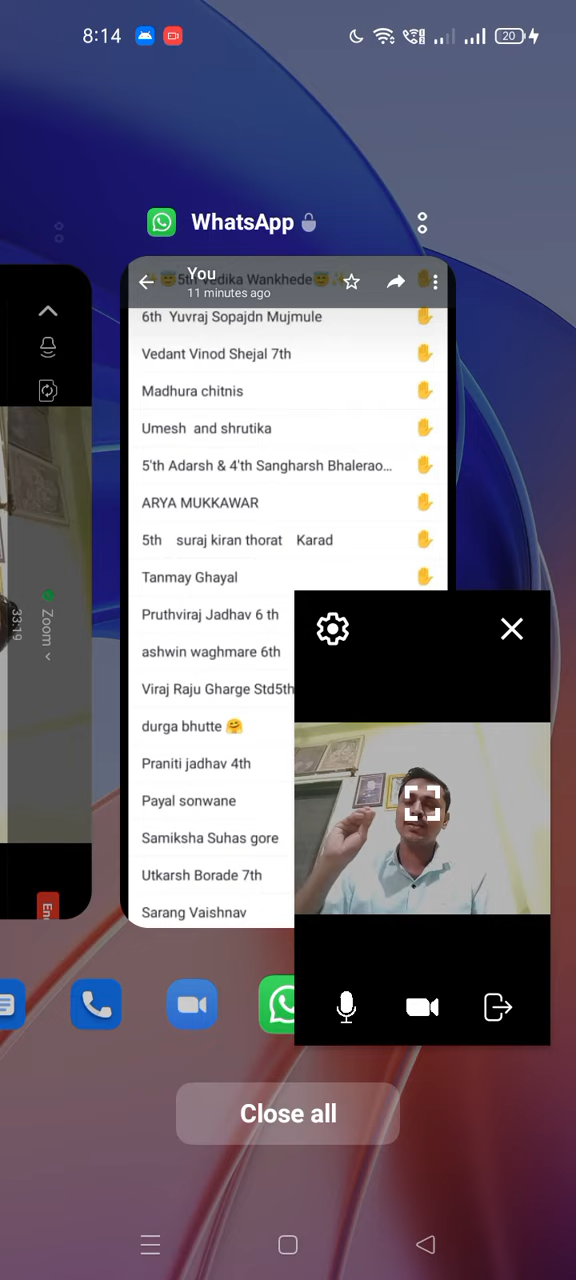 8:14
20
WhatsApp
You
11 minutes ago
✨😇5th Vedika Wankhede😇✨
6th Yuvraj Sopajdn Mujmule
Vedant Vinod Shejal 7th
Madhura chitnis
Umesh and shrutika
5'th Adarsh & 4'th Sangharsh Bhalerao...
ARYA MUKKAWAR
5th suraj kiran thorat Karad
Tanmay Ghayal
Pruthviraj Jadhav 6 th
ashwin waghmare 6th
Viraj Raju Gharge Std5th
durga bhutte 🤗
Praniti jadhav 4th
Payal sonwane
Samiksha Suhas gore
Utkarsh Borade 7th
Sarang Vaishnav
Zoom
33:19
En
Close all